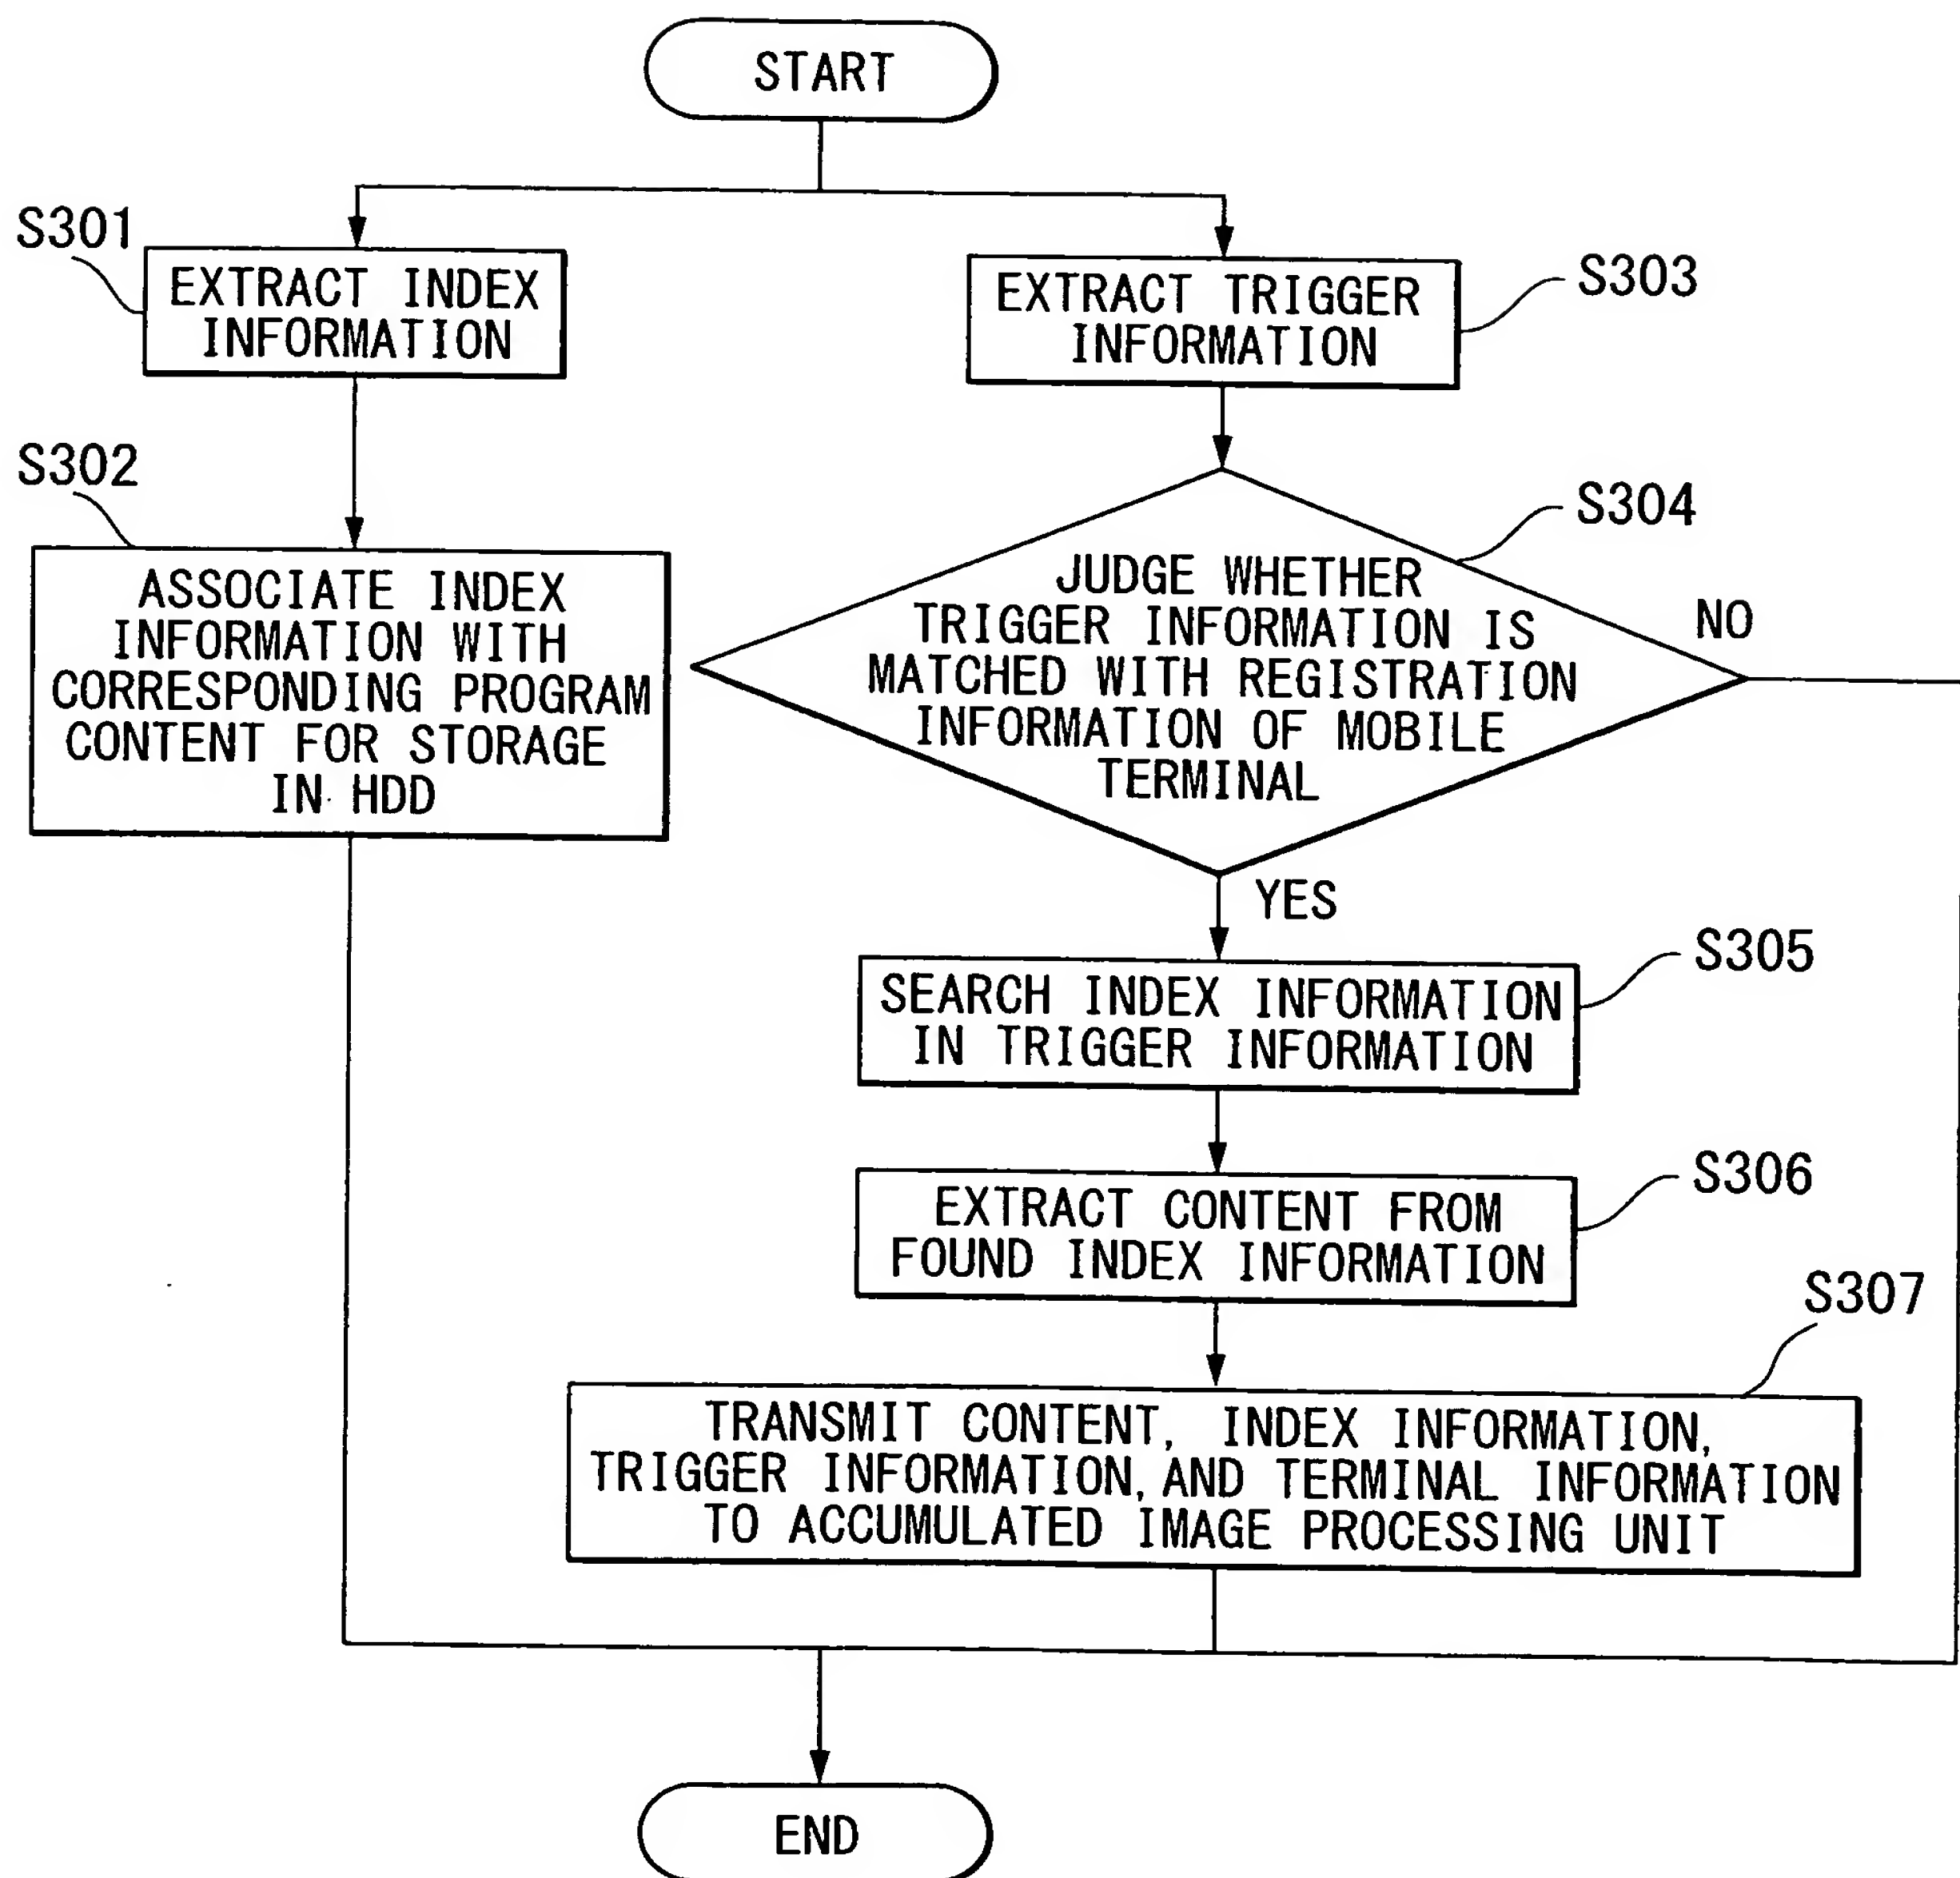 START
S301
EXTRACT INDEX
INFORMATION
S303
EXTRACT TRIGGER
INFORMATION
S302
ASSOCIATE INDEX
INFORMATION WITH
CORRESPONDING PROGRAM
CONTENT FOR STORAGE
IN HDD
S304
JUDGE WHETHER
TRIGGER INFORMATION IS
MATCHED WITH REGISTRATION
INFORMATION OF MOBILE
TERMINAL
NO
YES
S305
SEARCH INDEX INFORMATION
IN TRIGGER INFORMATION
S306
EXTRACT CONTENT FROM
FOUND INDEX INFORMATION
S307
TRANSMIT CONTENT, INDEX INFORMATION,
TRIGGER INFORMATION, AND TERMINAL INFORMATION
TO ACCUMULATED IMAGE PROCESSING UNIT
END